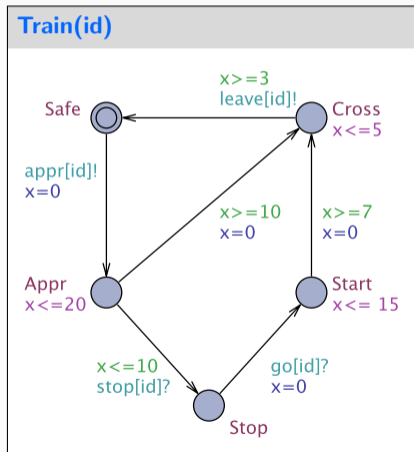 Train(id)
x>=3
leave[id]!
Safe
Cross
x<=5
appr[id]!
x=0
x>=10
x=0
x>=7
x=0
Appr
x<=20
Start
x<= 15
x<=10
stop[id]?
go[id]?
x=0
Stop